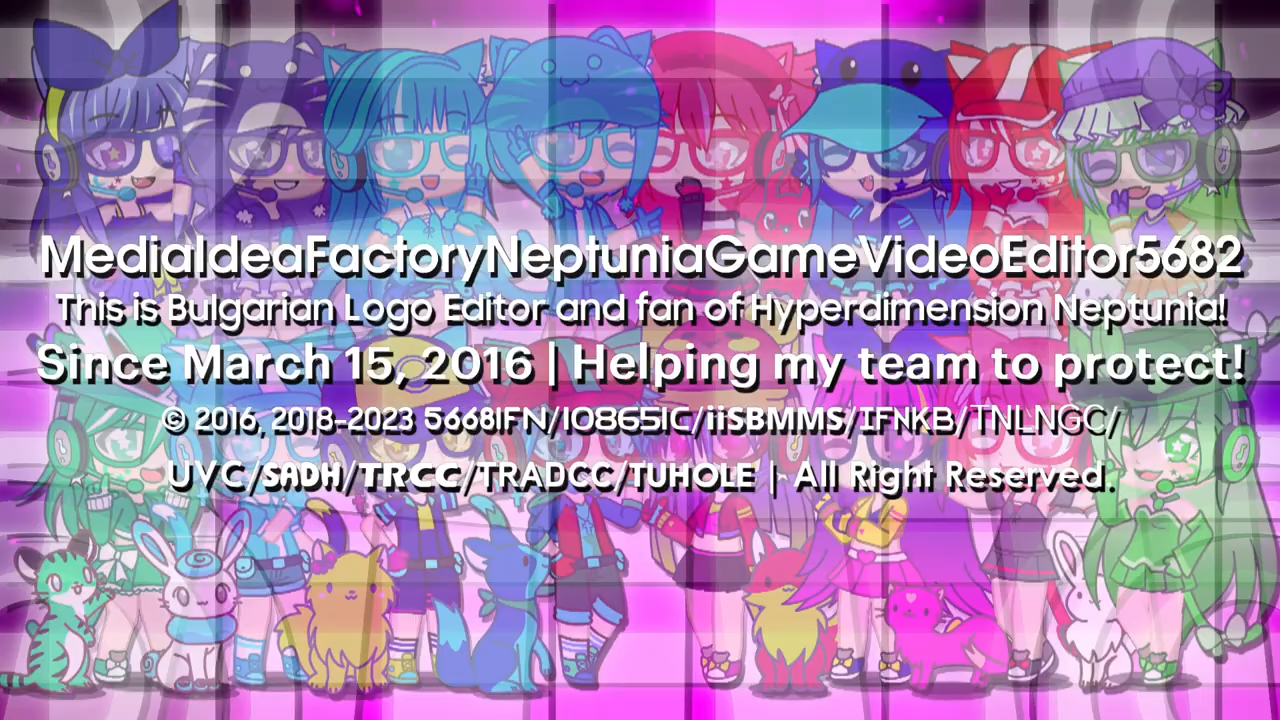 MediaIdeaFactoryNeptuniaGameVideoEditor5682
This is Bulgarian Logo Editor and fan of Hyperdimension Neptunia!
Since March 15, 2016 | Helping my team to protect!
© 2016, 2018-2023 5668IFN/IO865IC/iiSBMMS/IFNKB/TNLNGC/
UVC/SADH/TRCC/TRADCC/TUHOLE | All Right Reserved.